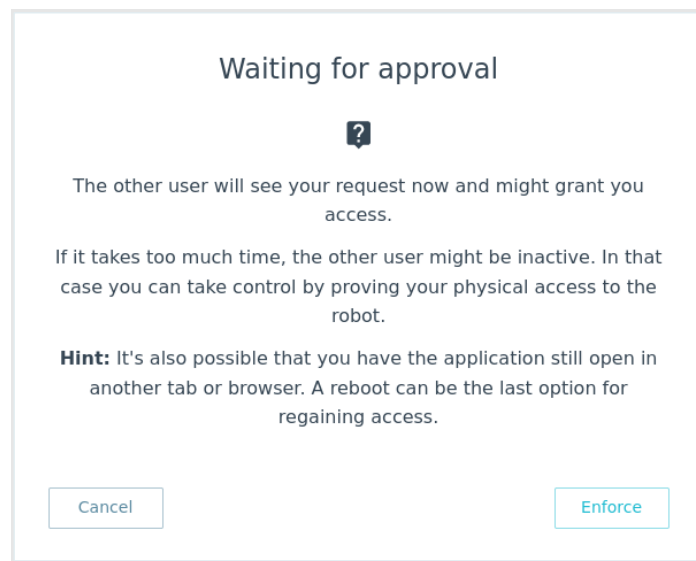 Waiting for approval
?
The other user will see your request now and might grant you
access.
If it takes too much time, the other user might be inactive. In that
case you can take control by proving your physical access to the
robot.
Hint: It's also possible that you have the application still open in
another tab or browser. A reboot can be the last option for
regaining access.
Cancel
Enforce